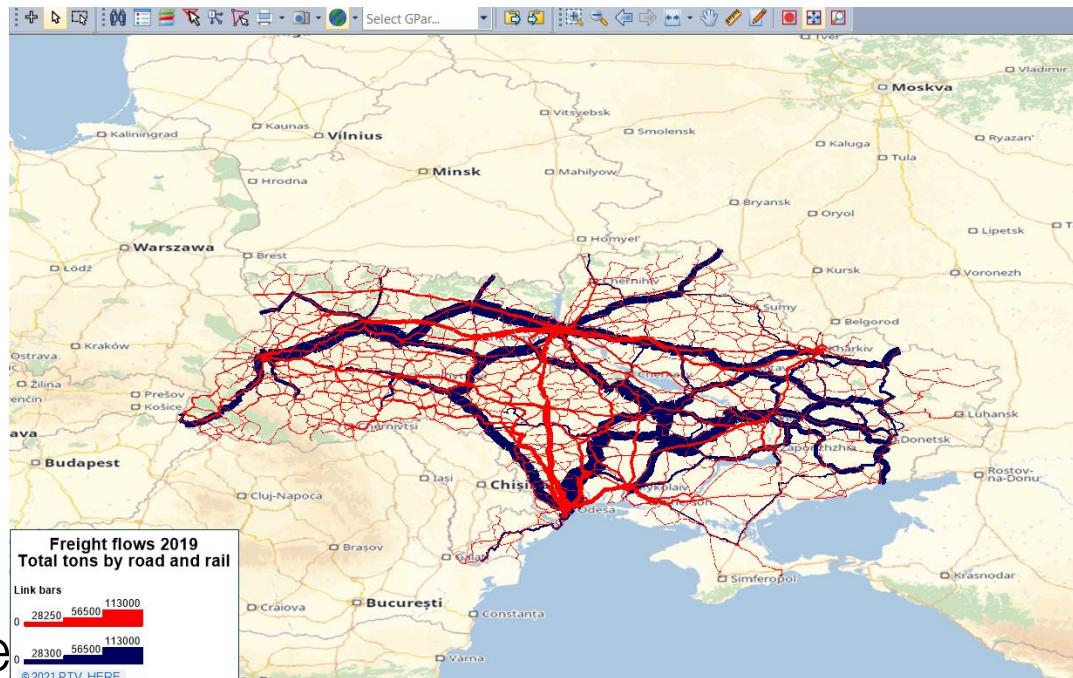 Select GPar...
Tver
Vladimir
Moskva
Vitsyebsk
Kaunas
Kaliningrad
Vilnius
Smolensk
Ryazan'
Kaluga
Tula
Minsk
Mahilyow
Hrodna
Bryansk
Oryol
Lipetsk
Homyel'
Warszawa
Brest
Łódź
Kursk
Voronezh
Chernihiv
Sumy
Belgorod
Kraków
Kharkiv
Ostrava
Žilina
Prešov
Košice
Luhansk
Chernivtsi
Donetsk
Zaporizhzhia
Budapest
Iași
Rostov-
na-Donu
Cluj-Napoca
Odesa
Brașov
Simferopol
Krasnodar
Craiova
București
Constanța
Varna
Freight flows 2019
Total tons by road and rail
Link bars
0 28250 56500 113000
0 28300 56500 113000
© 2021 PTV, HERE
e